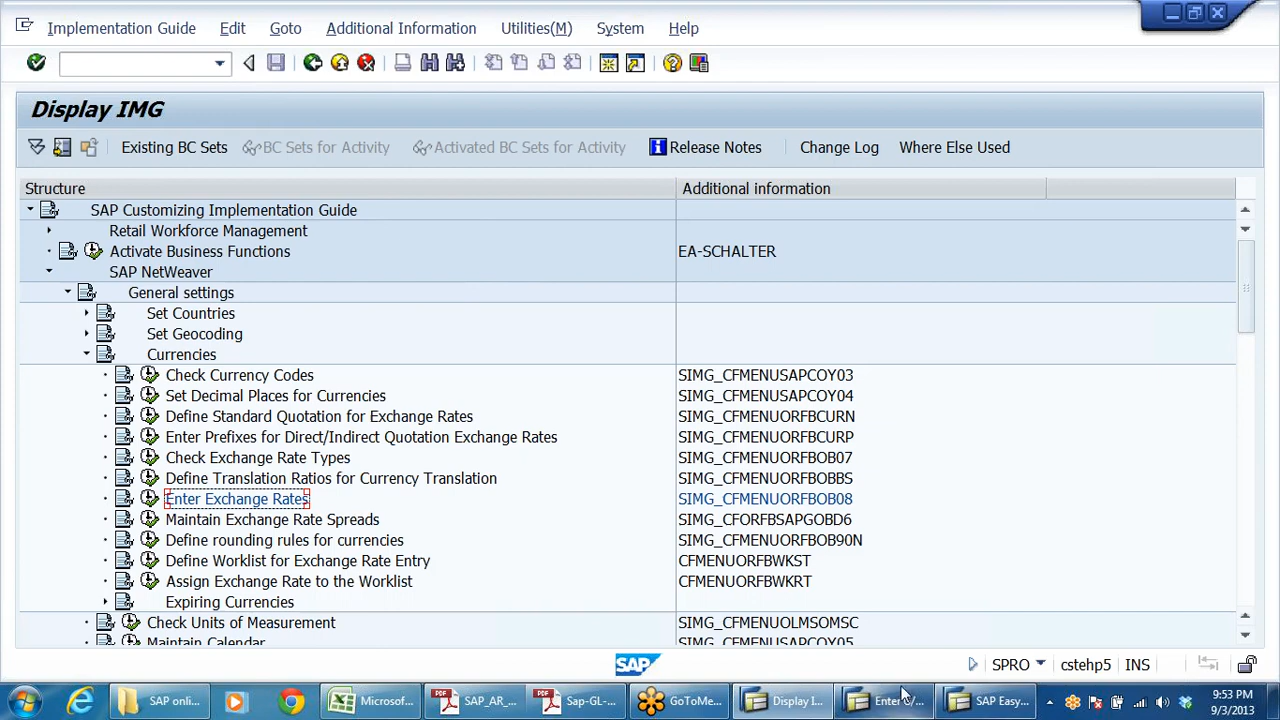 Implementation Guide Edit Goto Additional Information Utilities(M) System Help
Display IMG
Existing BC Sets BC Sets for Activity Activated BC Sets for Activity Release Notes Change Log Where Else Used
Structure Additional information
SAP Customizing Implementation Guide
Retail Workforce Management
Activate Business Functions EA-SCHALTER
SAP NetWeaver
General settings
Set Countries
Set Geocoding
Currencies
Check Currency Codes SIMG_CFMENUSAPCOY03
Set Decimal Places for Currencies SIMG_CFMENUSAPCOY04
Define Standard Quotation for Exchange Rates SIMG_CFMENUORFBCURN
Enter Prefixes for Direct/Indirect Quotation Exchange Rates SIMG_CFMENUORFBCURP
Check Exchange Rate Types SIMG_CFMENUORFBOB07
Define Translation Ratios for Currency Translation SIMG_CFMENUORFBOBBS
Enter Exchange Rates SIMG_CFMENUORFBOB08
Maintain Exchange Rate Spreads SIMG_CFORFBSAPGOBD6
Define rounding rules for currencies SIMG_CFMENUORFBOB90N
Define Worklist for Exchange Rate Entry CFMENUORFBWKST
Assign Exchange Rate to the Worklist CFMENUORFBWKRT
Expiring Currencies
Check Units of Measurement SIMG_CFMENUOLMSOMSC
Maintain Calendar SIMG_CFMENUSAPCOY05
SAP SPRO cstehp5 INS
SAP onli... Microsof... SAP_AR_... Sap-GL-... GoToMe... Display I... Enter G/... SAP Easy... 9:53 PM
9/3/2013